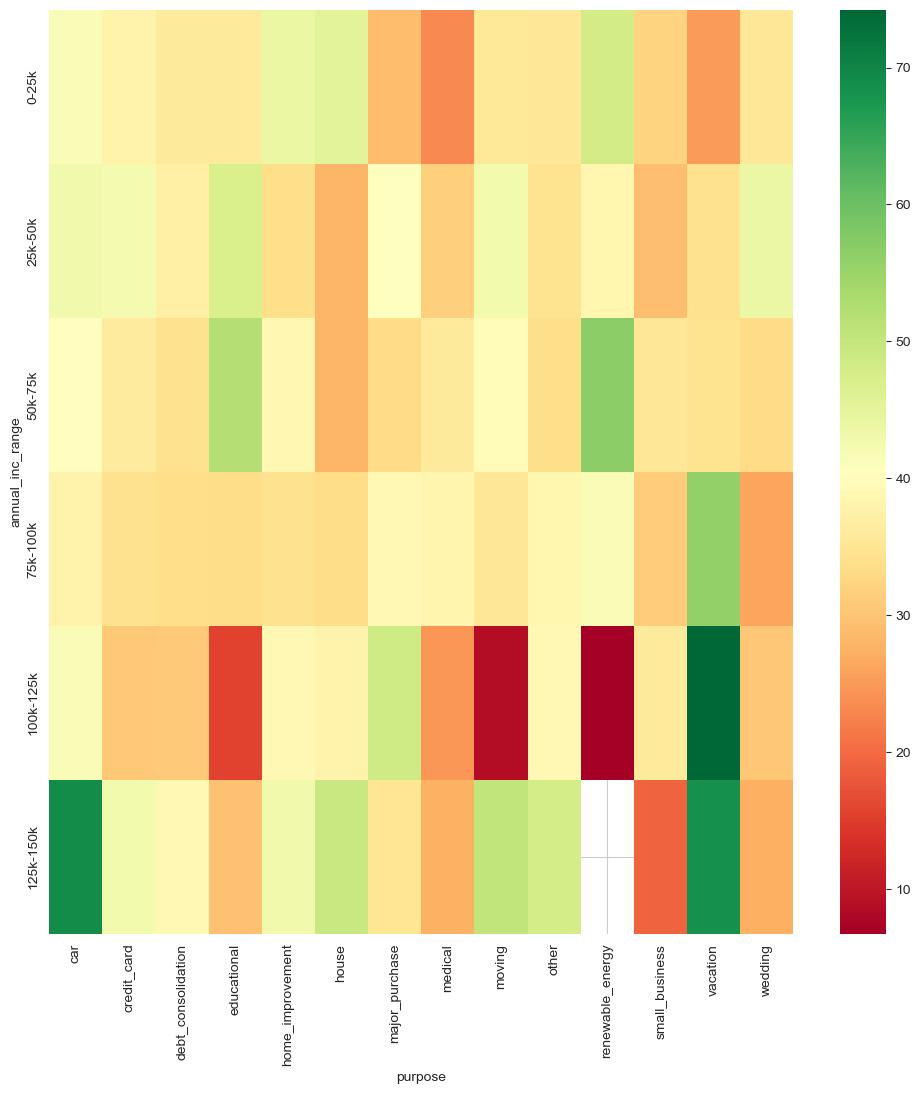 annual_inc_range
0-25k
25k-50k
50k-75k
75k-100k
100k-125k
125k-150k
car
credit_card
debt_consolidation
educational
home_improvement
house
major_purchase
medical
moving
other
renewable_energy
small_business
vacation
wedding
purpose
70
60
50
40
30
20
10